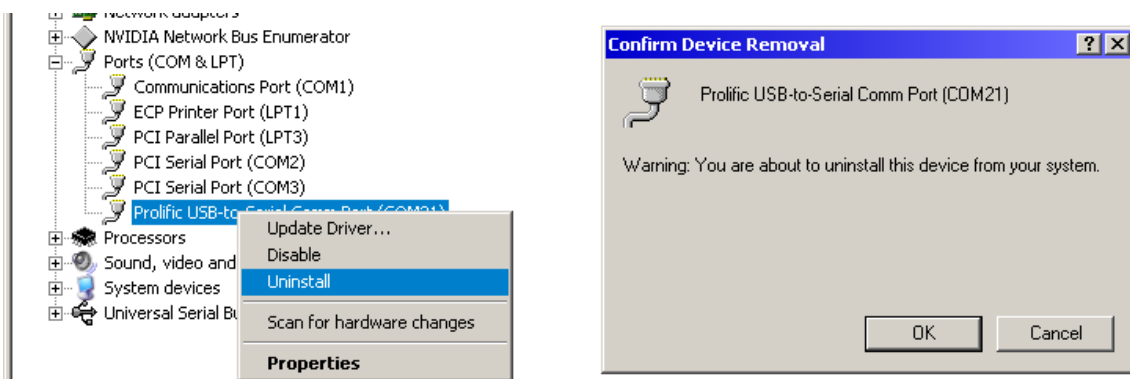 Network adapters
NVIDIA Network Bus Enumerator
Ports (COM & LPT)
Communications Port (COM1)
ECP Printer Port (LPT1)
PCI Parallel Port (LPT3)
PCI Serial Port (COM2)
PCI Serial Port (COM3)
Prolific USB-to-Serial Comm Port (COM21)
Processors
Sound, video and
System devices
Universal Serial
Update Driver...
Disable
Uninstall
Scan for hardware changes
Properties
Confirm Device Removal
Prolific USB-to-Serial Comm Port (COM21)
Warning: You are about to uninstall this device from your system.
OK
Cancel